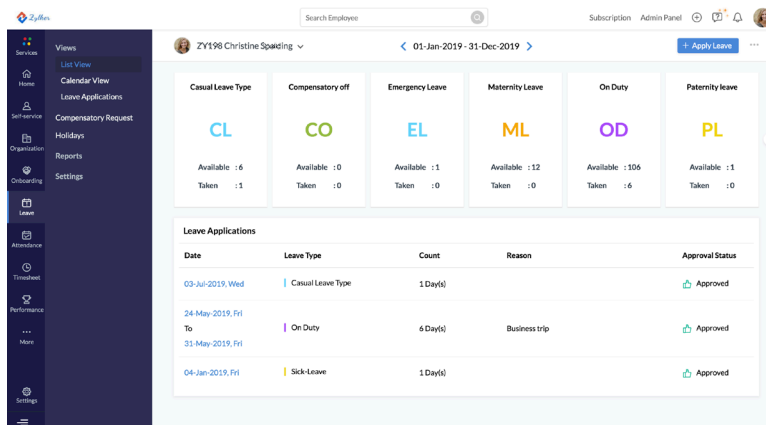 Zylker
Search Employee
Subscription Admin Panel
Services
Home
Self-service
Organization
Onboarding
Leave
Attendance
Timesheet
Performance
More
Settings
Views
List View
Calendar View
Leave Applications
Compensatory Request
Holidays
Reports
Settings
ZY198 Christine Spading
01-Jan-2019 - 31-Dec-2019
+ Apply Leave
Casual Leave Type
CL
Available : 6
Taken : 1
Compensatory off
CO
Available : 0
Taken : 0
Emergency Leave
EL
Available : 1
Taken : 0
Maternity Leave
ML
Available : 12
Taken : 0
On Duty
OD
Available : 106
Taken : 6
Paternity leave
PL
Available : 1
Taken : 0
Leave Applications
Date Leave Type Count Reason Approval Status
03-Jul-2019, Wed Casual Leave Type 1 Day(s) Approved
24-May-2019, Fri
To On Duty 6 Day(s) Business trip Approved
31-May-2019, Fri
04-Jan-2019, Fri Sick-Leave 1 Day(s) Approved